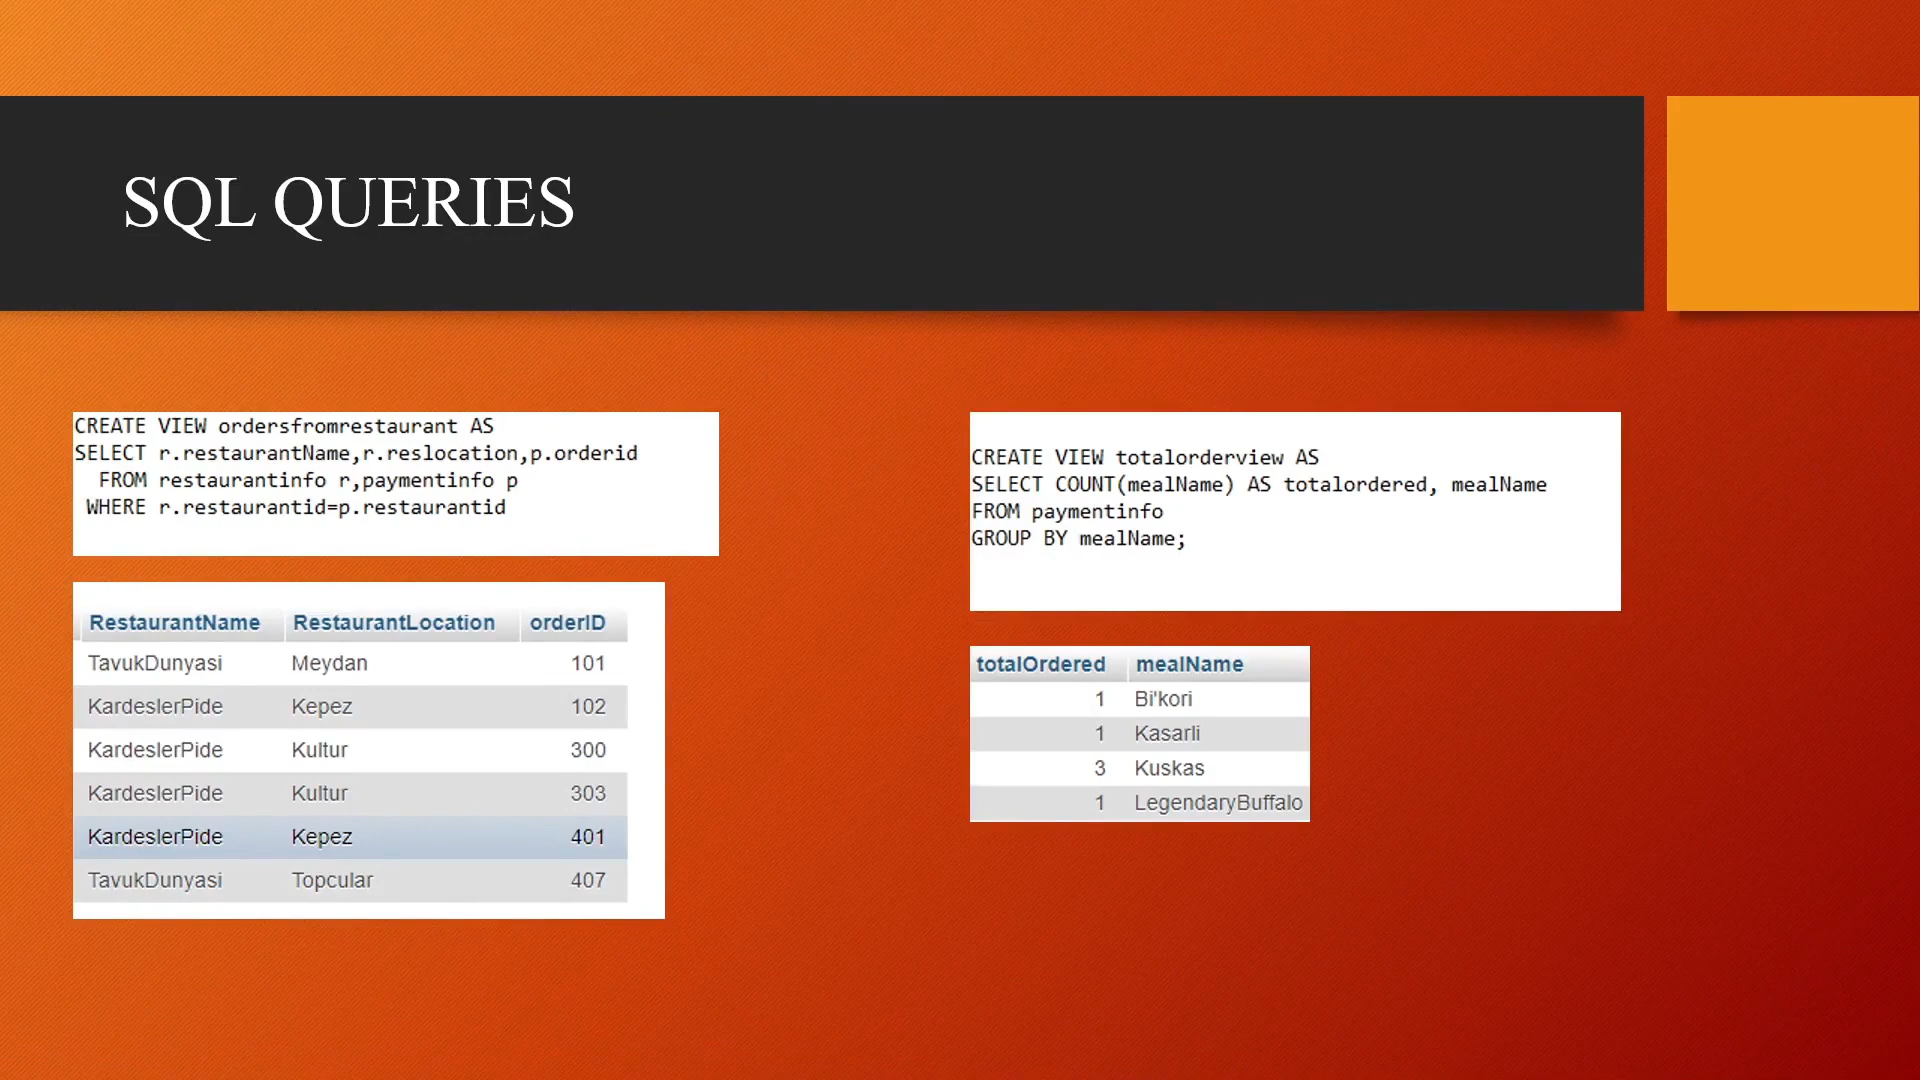 SQL QUERIES
CREATE VIEW ordersfromrestaurant AS
SELECT r.restaurantName,r.reslocation,p.orderid
FROM restaurantinfo r,paymentinfo p
WHERE r.restaurantid=p.restaurantid
RestaurantName RestaurantLocation orderID
TavukDunyasi Meydan 101
KardeslerPide Kepez 102
KardeslerPide Kultur 300
KardeslerPide Kultur 303
KardeslerPide Kepez 401
TavukDunyasi Topcular 407
CREATE VIEW totalorderview AS
SELECT COUNT(mealName) AS totalordered, mealName
FROM paymentinfo
GROUP BY mealName;
totalOrdered mealName
1 Bi'kori
1 Kasarli
3 Kuskas
1 LegendaryBuffalo